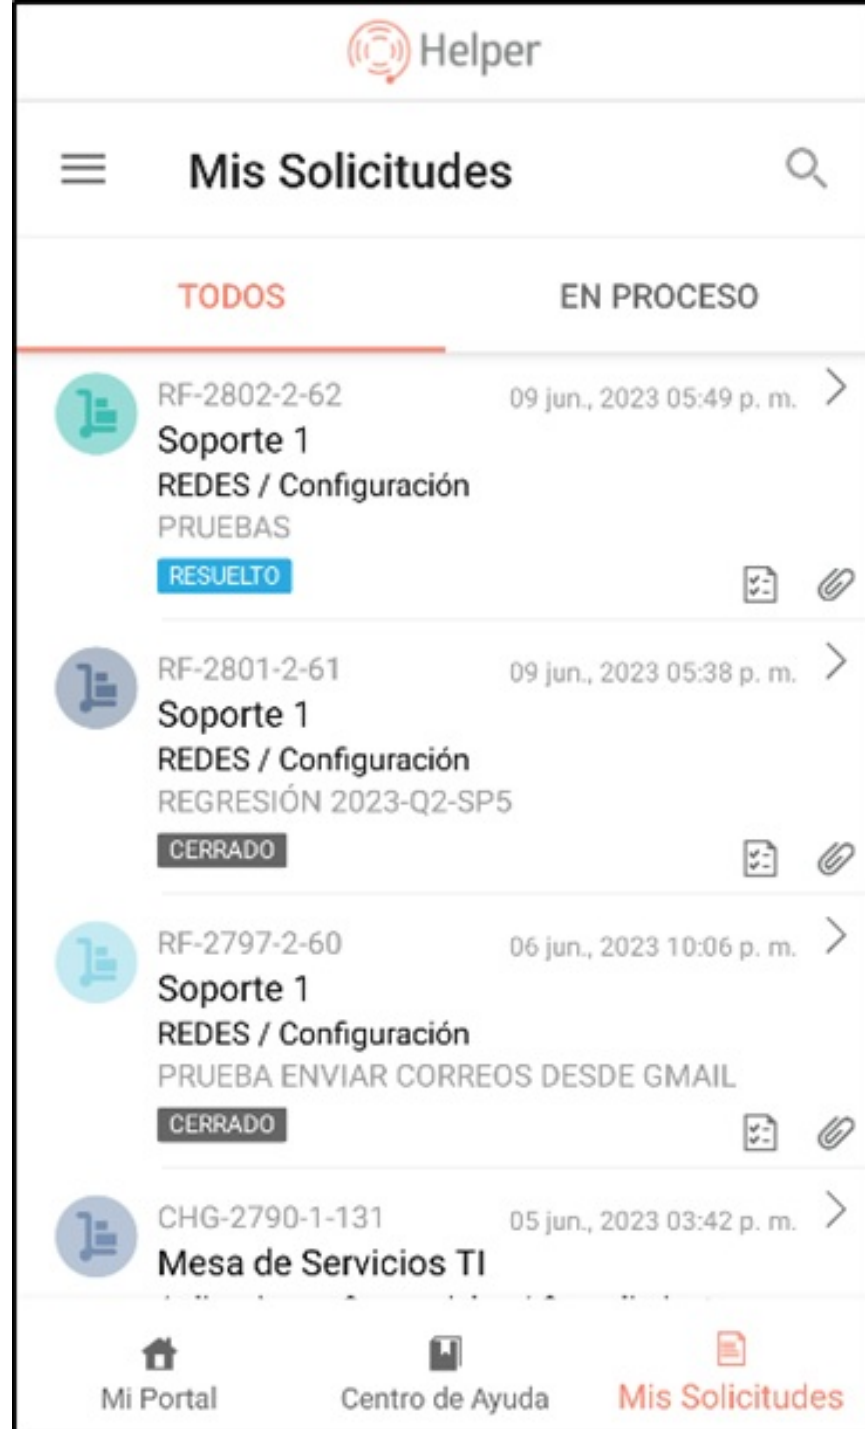 Helper
Mis Solicitudes
TODOS
EN PROCESO
RF-2802-2-62
09 jun., 2023 05:49 p. m.
Soporte 1
REDES / Configuración
PRUEBAS
RESUELTO
RF-2801-2-61
09 jun., 2023 05:38 p. m.
Soporte 1
REDES / Configuración
REGRESIÓN 2023-Q2-SP5
CERRADO
RF-2797-2-60
06 jun., 2023 10:06 p. m.
Soporte 1
REDES / Configuración
PRUEBA ENVIAR CORREOS DESDE GMAIL
CERRADO
CHG-2790-1-131
05 jun., 2023 03:42 p. m.
Mesa de Servicios TI
Mi Portal
Centro de Ayuda
Mis Solicitudes